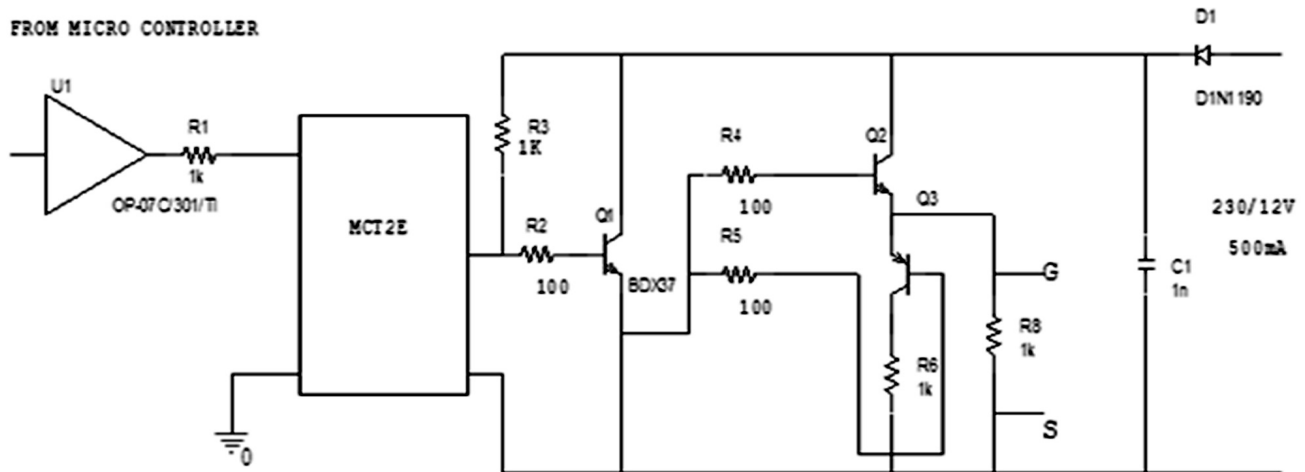 FROM MICRO CONTROLLER
U1
R1
1k
OP-07C/301/TI
MCT2E
0
R3
1K
R2
100
Q1
BDX37
R4
100
R5
100
Q2
Q3
R6
1k
G
R8
1k
S
D1
D1N1190
230/12V
500mA
C1
1n